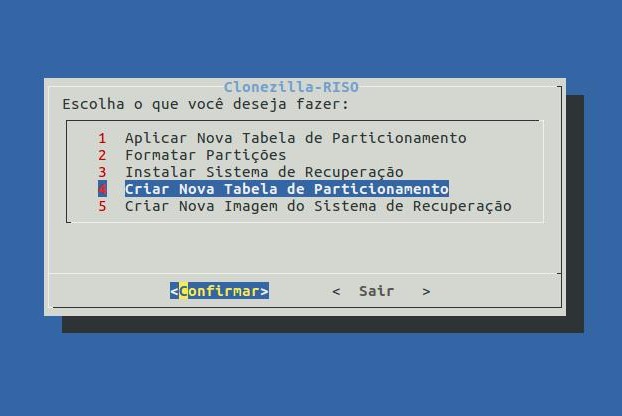 Clonezilla-RISO
Escolha o que você deseja fazer:
1 Aplicar Nova Tabela de Particionamento
2 Formatar Partições
3 Instalar Sistema de Recuperação
4 Criar Nova Tabela de Particionamento
5 Criar Nova Imagem do Sistema de Recuperação
<Confirmar> < Sair >